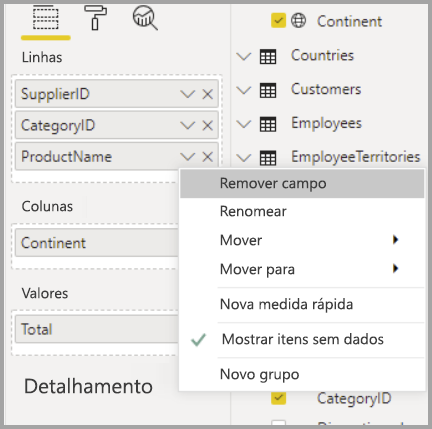 Linhas
SupplierID
CategoryID
ProductName
Colunas
Continent
Valores
Total
Detalhamento
Continent
Countries
Customers
Employees
EmployeeTerritories
Remover campo
Renomear
Mover
Mover para
Nova medida rápida
Mostrar itens sem dados
Novo grupo
CategoryID